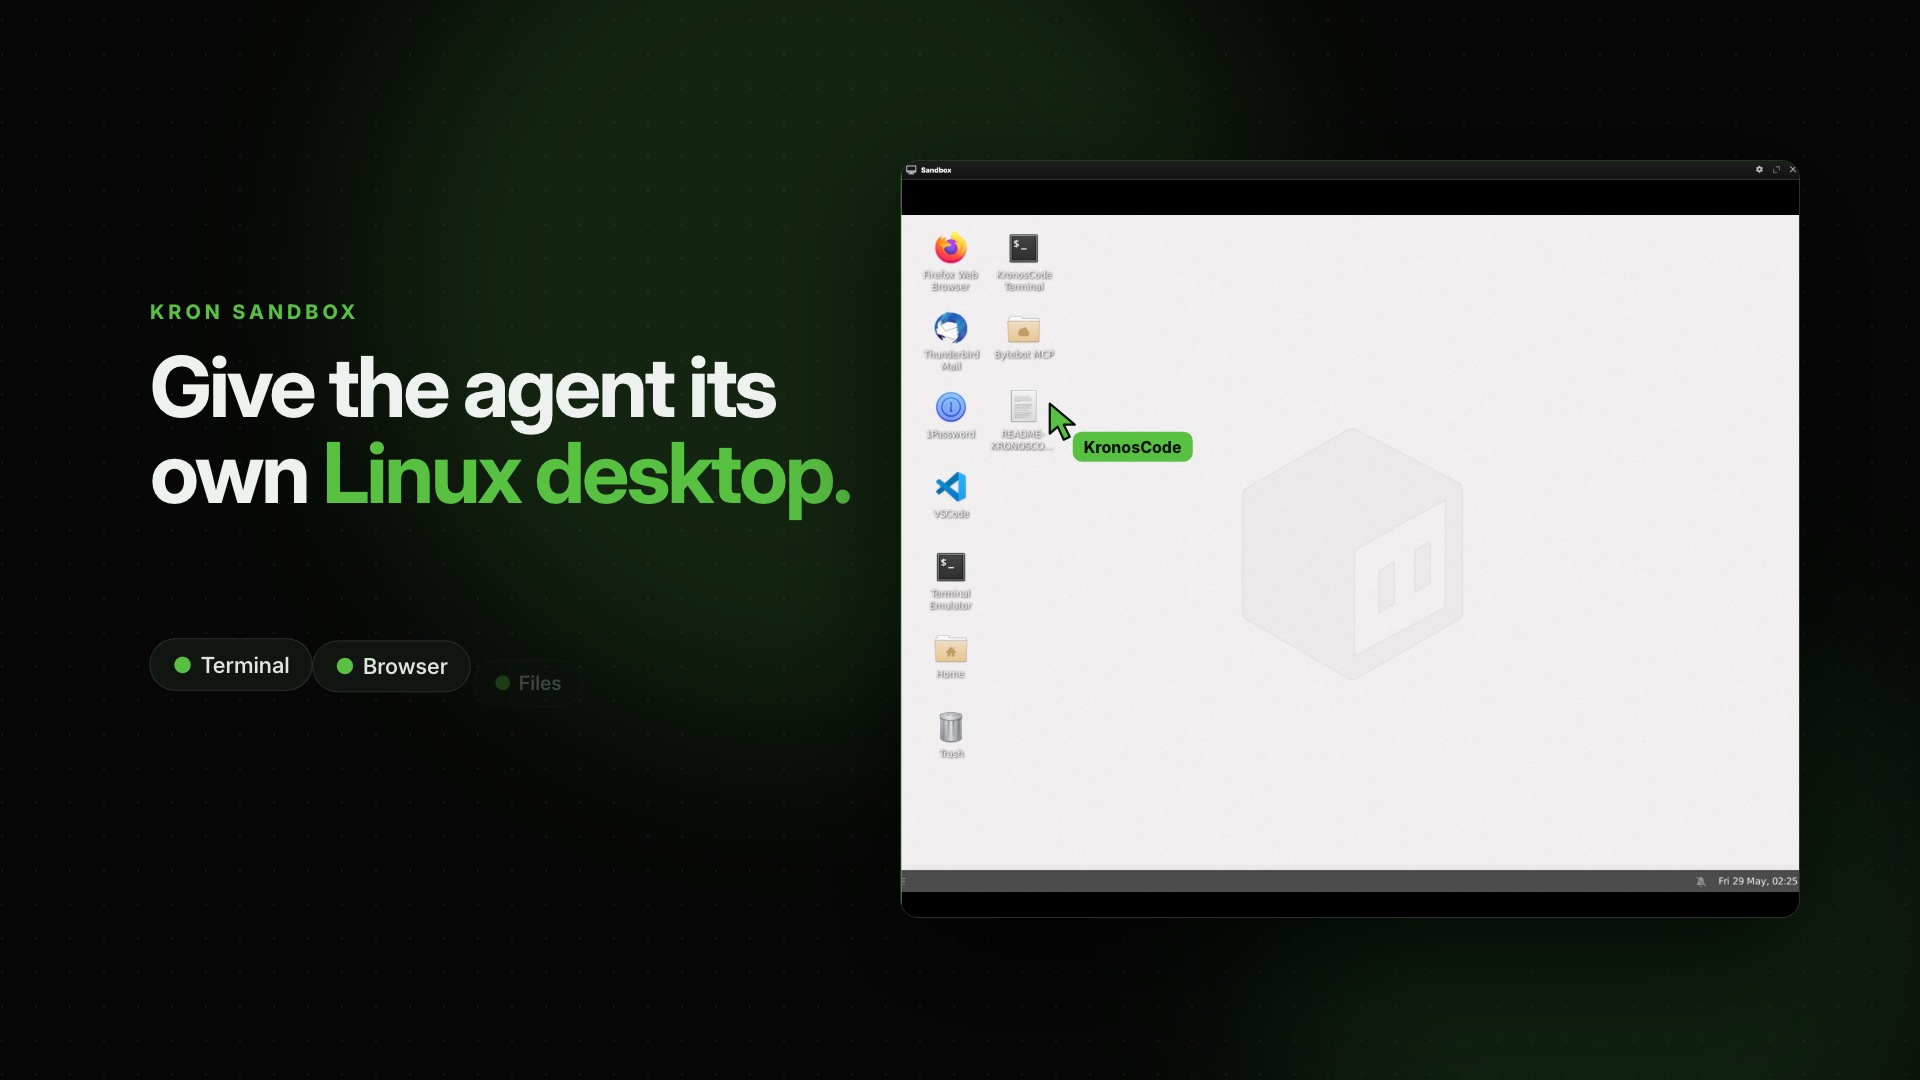 KRON SANDBOX
Give the agent its
own Linux desktop.
Terminal
Browser
Files
Sandbox
Firefox Web
Browser
KronosCode
Terminal
Thunderbird
Mail
Bytebot MCP
1Password
README-
KRONOSCO...
KronosCode
VSCode
$_
Terminal
Emulator
$_
Home
Trash
Fri 29 May, 02:25